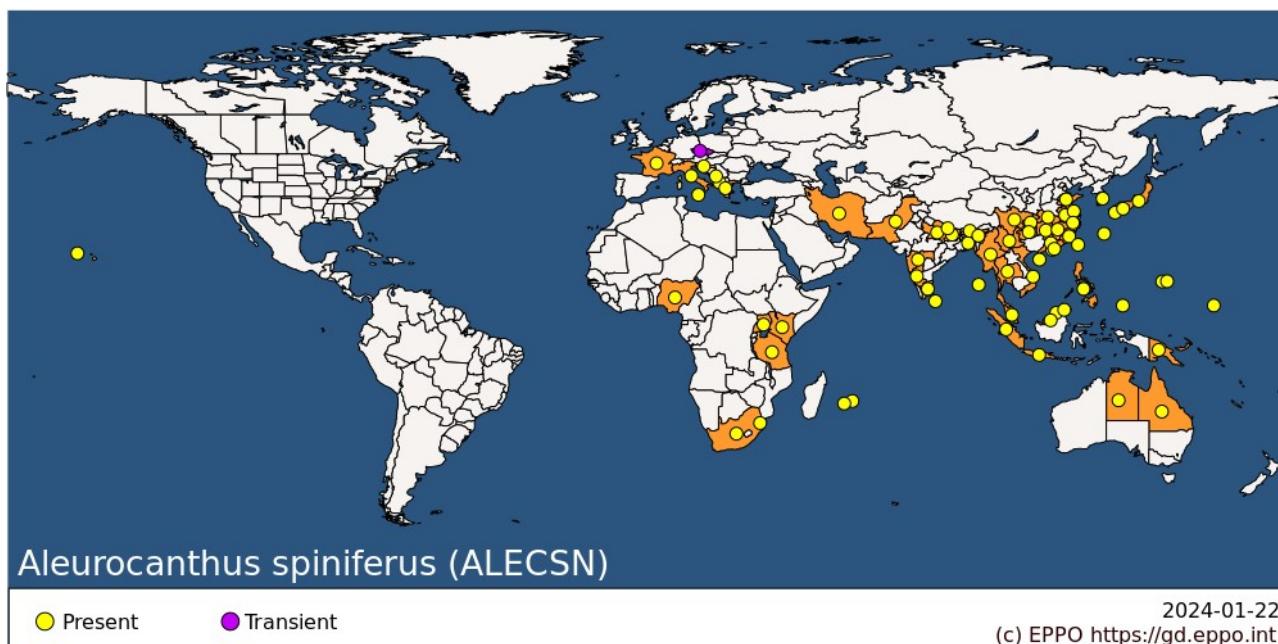 Aleurocanthus spiniferus (ALECSN)
Present
Transient
2024-01-22
(c) EPPO https://gd.eppo.int